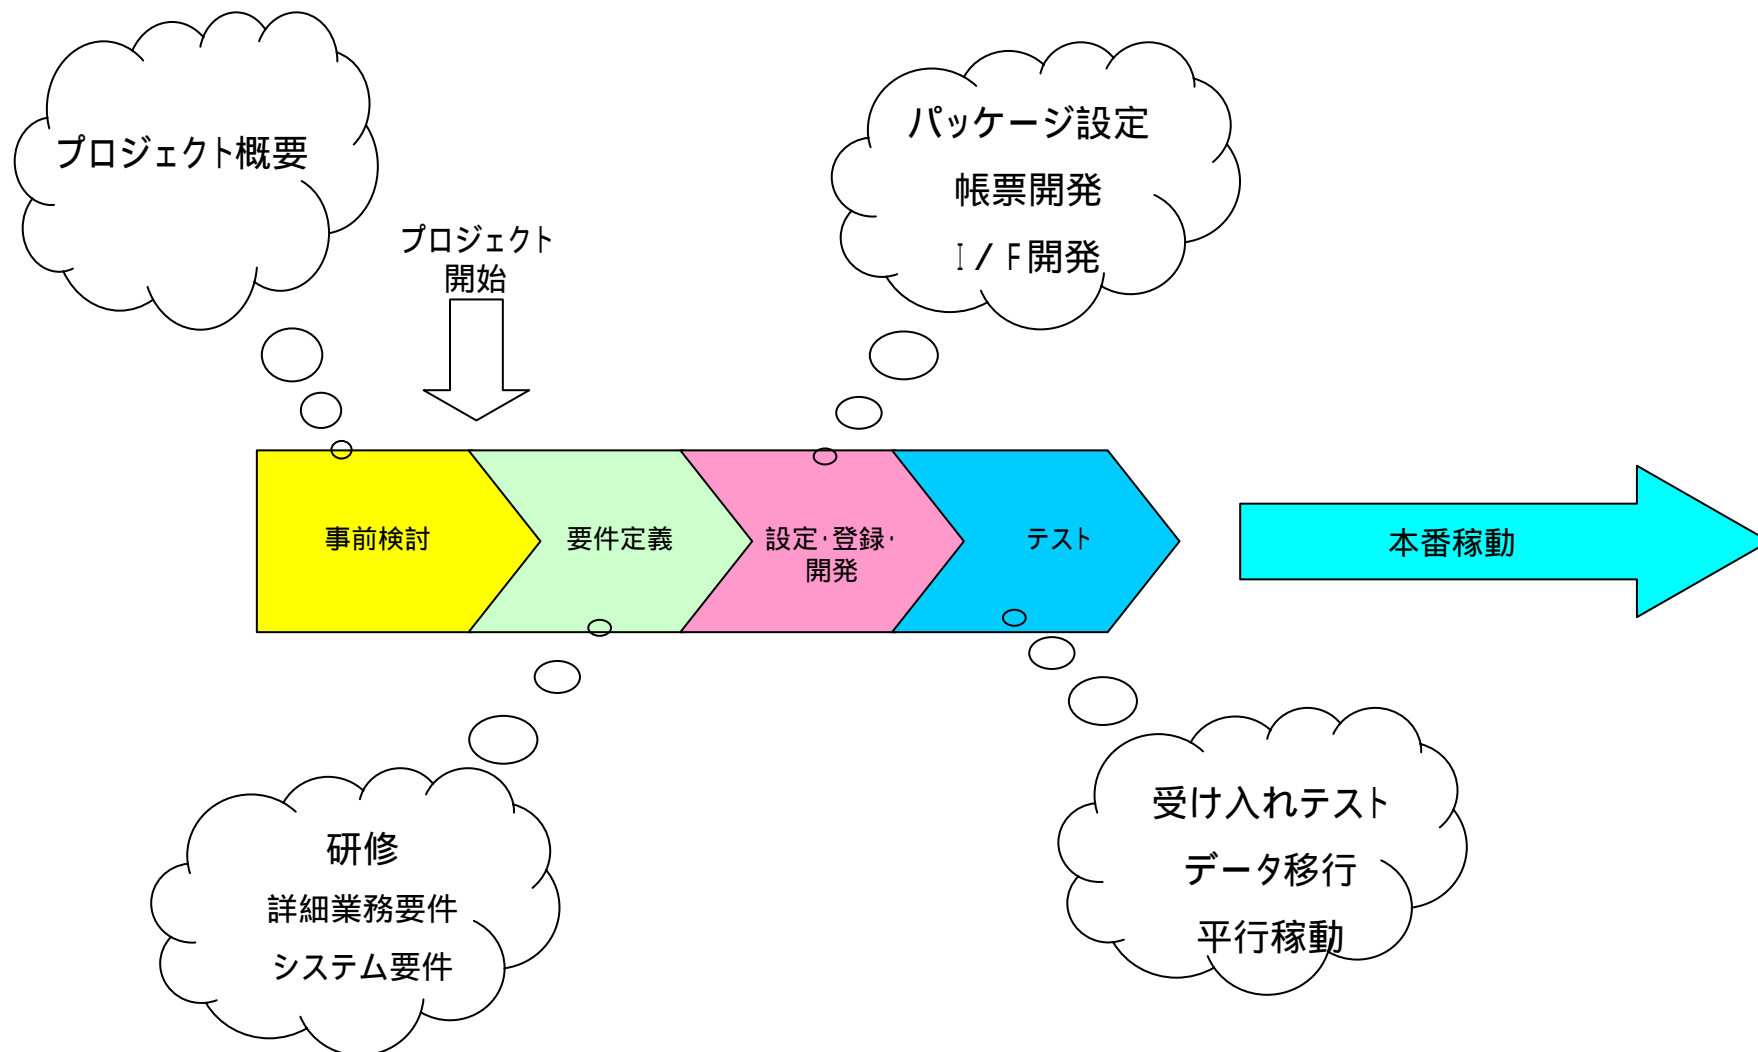 プロジェクト概要
プロジェクト
開始
パッケージ設定
帳票開発
I/F開発
事前検討
要件定義
設定・登録・
開発
テスト
本番稼動
研修
詳細業務要件
システム要件
受け入れテスト
データ移行
平行稼動